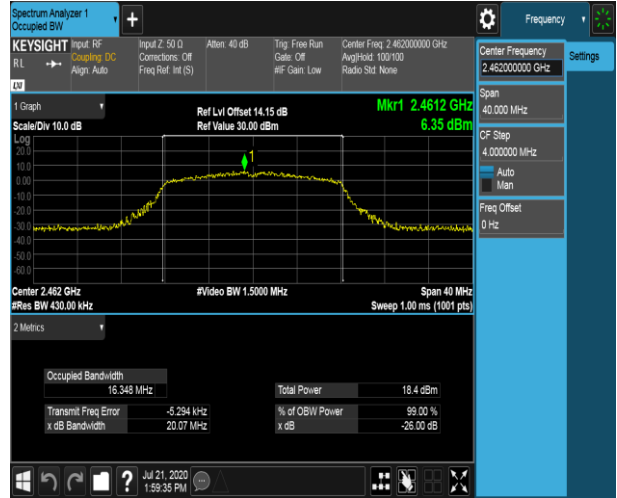 Spectrum Analyzer 1
Occupied BW
Frequency
KEYSIGHT
RL
LXI
Input: RF
Coupling: DC
Align: Auto
Input Z: 50 Ω
Corrections: Off
Freq Ref: Int (S)
Atten: 40 dB
Trig: Free Run
Gate: Off
#IF Gain: Low
Center Freq: 2.462000000 GHz
Avg|Hold: 100/100
Radio Std: None
Center Frequency
2.462000000 GHz
Settings
Span
40.000 MHz
CF Step
4.000000 MHz
Auto
Man
Freq Offset
0 Hz
1 Graph
Scale/Div 10.0 dB
Ref Lvl Offset 14.15 dB
Ref Value 30.00 dBm
Mkr1 2.4612 GHz
6.35 dBm
Log
20.0
10.0
0.00
-10.0
-20.0
-30.0
-40.0
-50.0
-60.0
1
Center 2.462 GHz
#Res BW 430.00 kHz
#Video BW 1.5000 MHz
Span 40 MHz
Sweep 1.00 ms (1001 pts)
2 Metrics
Occupied Bandwidth
16.348 MHz
Total Power 18.4 dBm
Transmit Freq Error -5.294 kHz
% of OBW Power 99.00 %
x dB Bandwidth 20.07 MHz
x dB -26.00 dB
?
Jul 21, 2020
1:59:35 PM